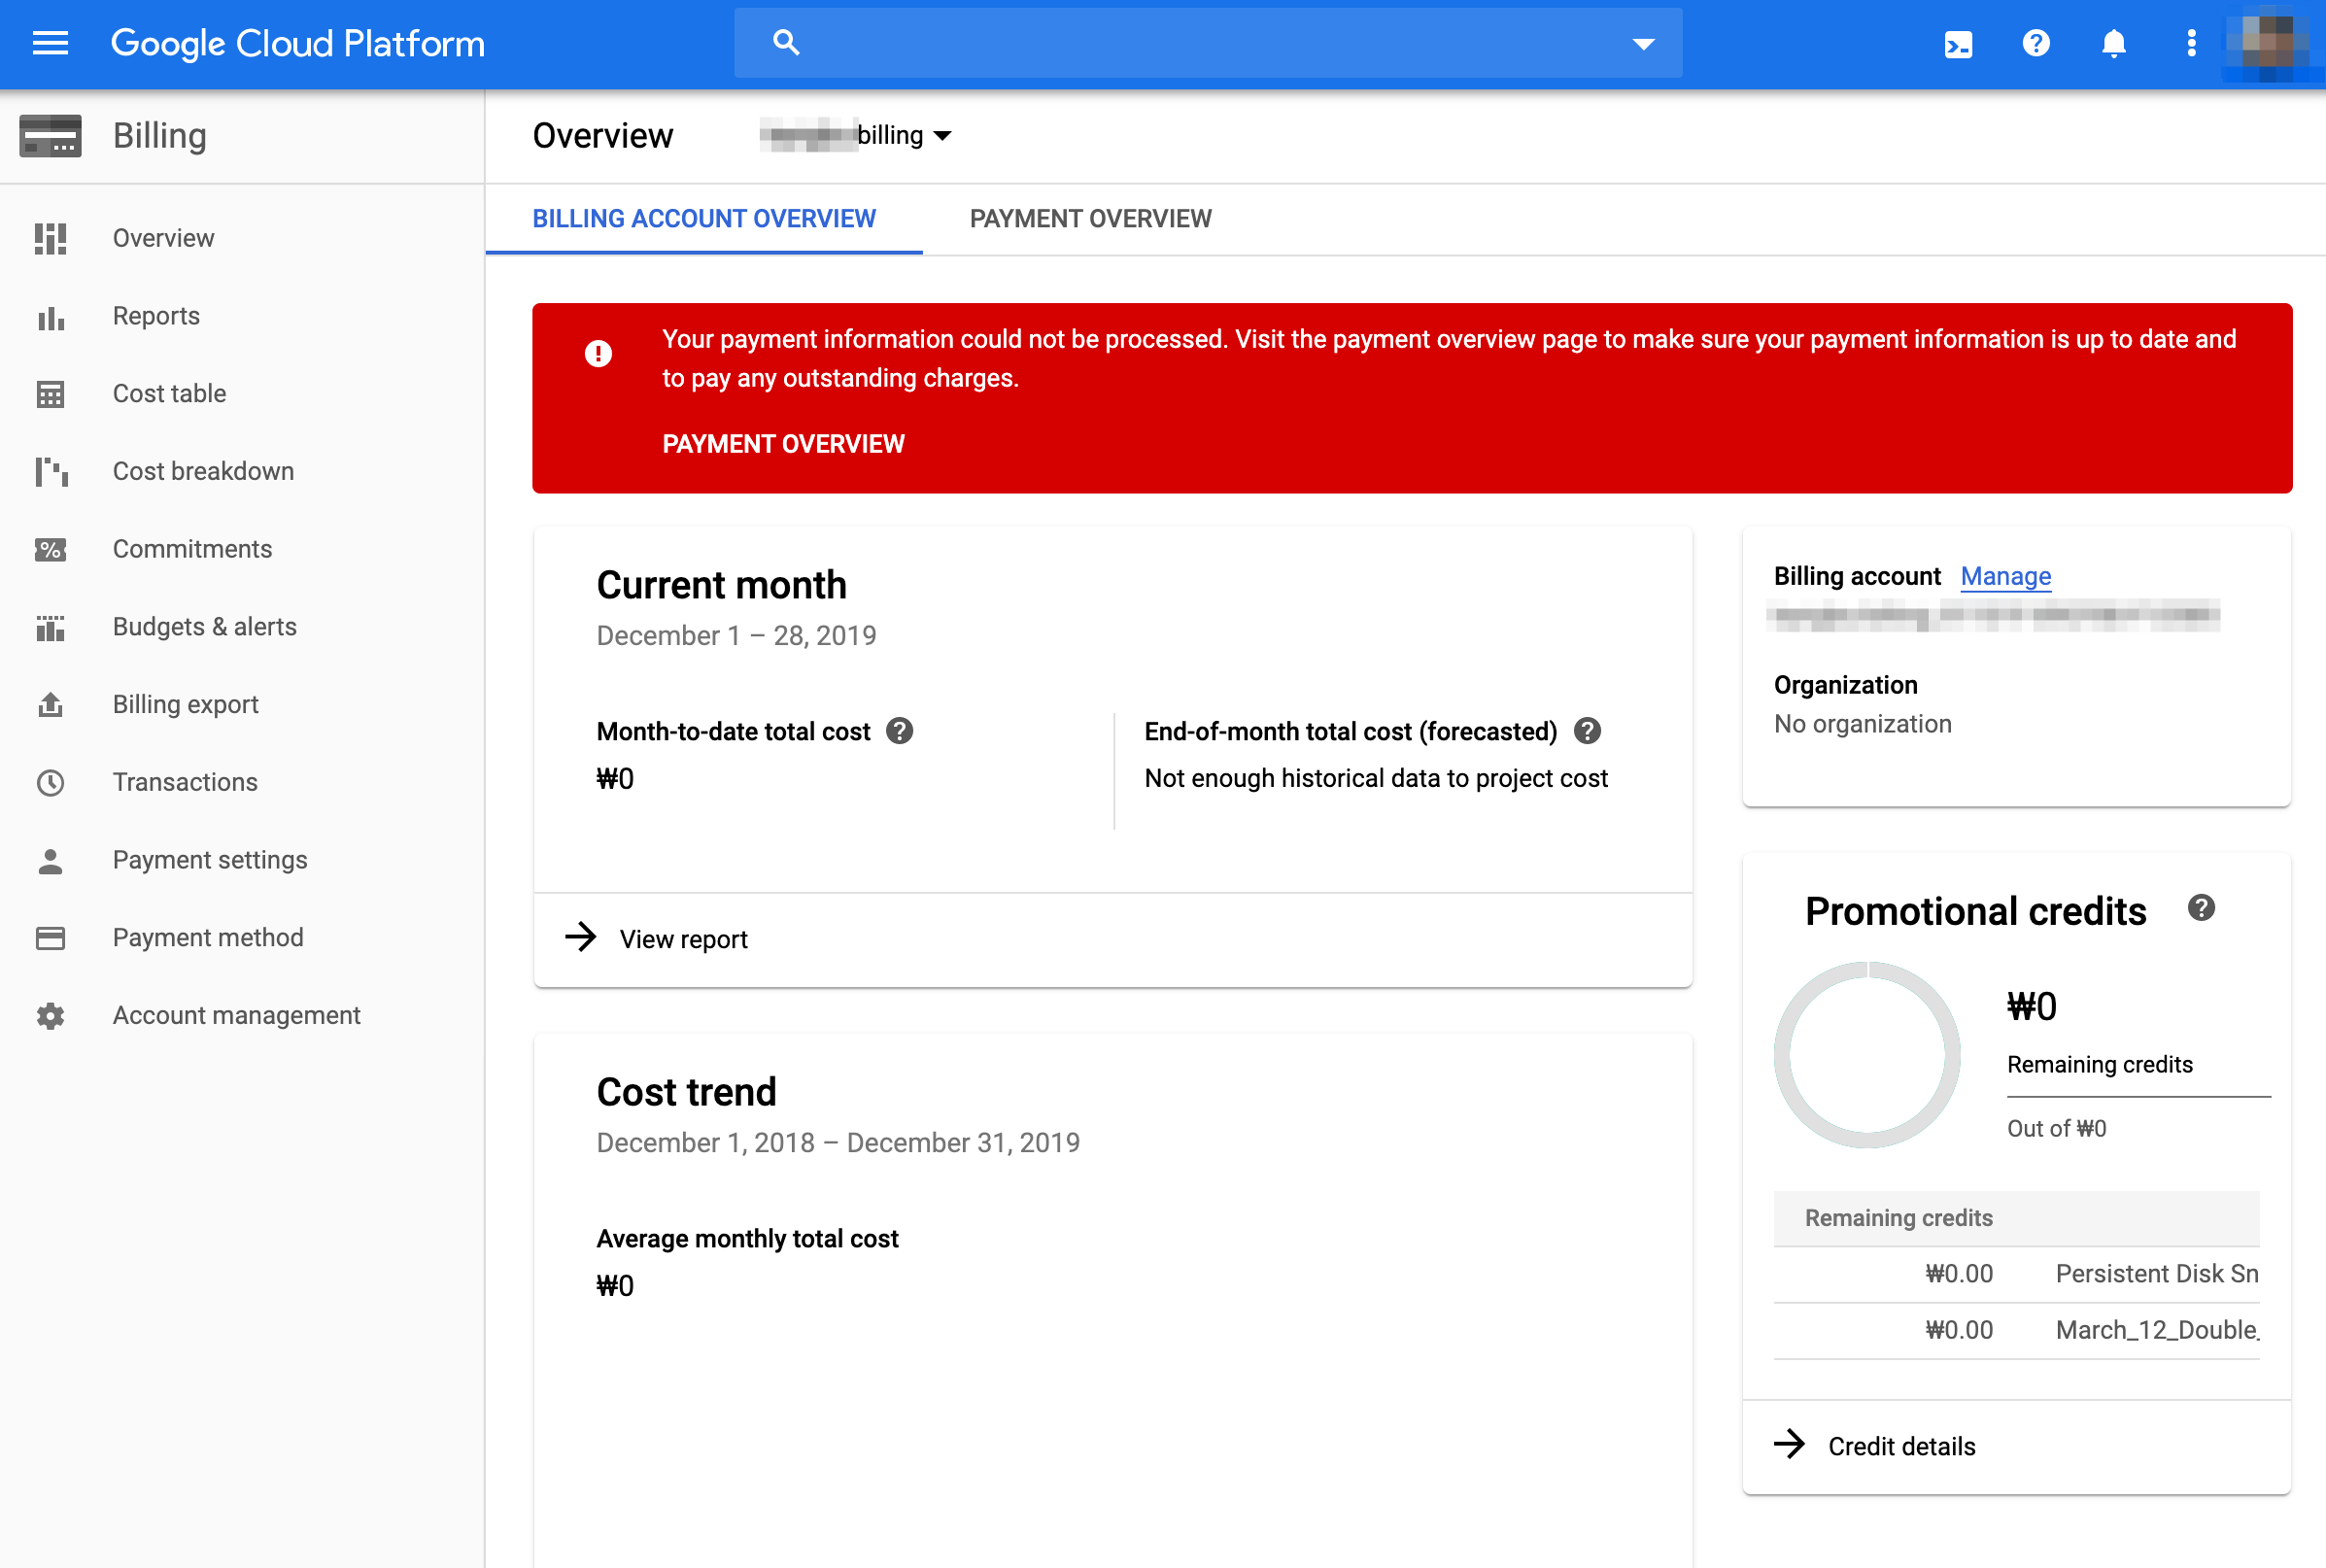 Google Cloud Platform
Billing
Overview
Reports
Cost table
Cost breakdown
Commitments
Budgets & alerts
Billing export
Transactions
Payment settings
Payment method
Account management
Overview
billing
BILLING ACCOUNT OVERVIEW
PAYMENT OVERVIEW
Your payment information could not be processed. Visit the payment overview page to make sure your payment information is up to date and
to pay any outstanding charges.
PAYMENT OVERVIEW
Current month
December 1 – 28, 2019
Month-to-date total cost
₩0
End-of-month total cost (forecasted)
Not enough historical data to project cost
View report
Cost trend
December 1, 2018 – December 31, 2019
Average monthly total cost
₩0
Billing account Manage
Organization
No organization
Promotional credits
₩0
Remaining credits
Out of ₩0
Remaining credits
₩0.00 Persistent Disk Sn
₩0.00 March_12_Double_
Credit details